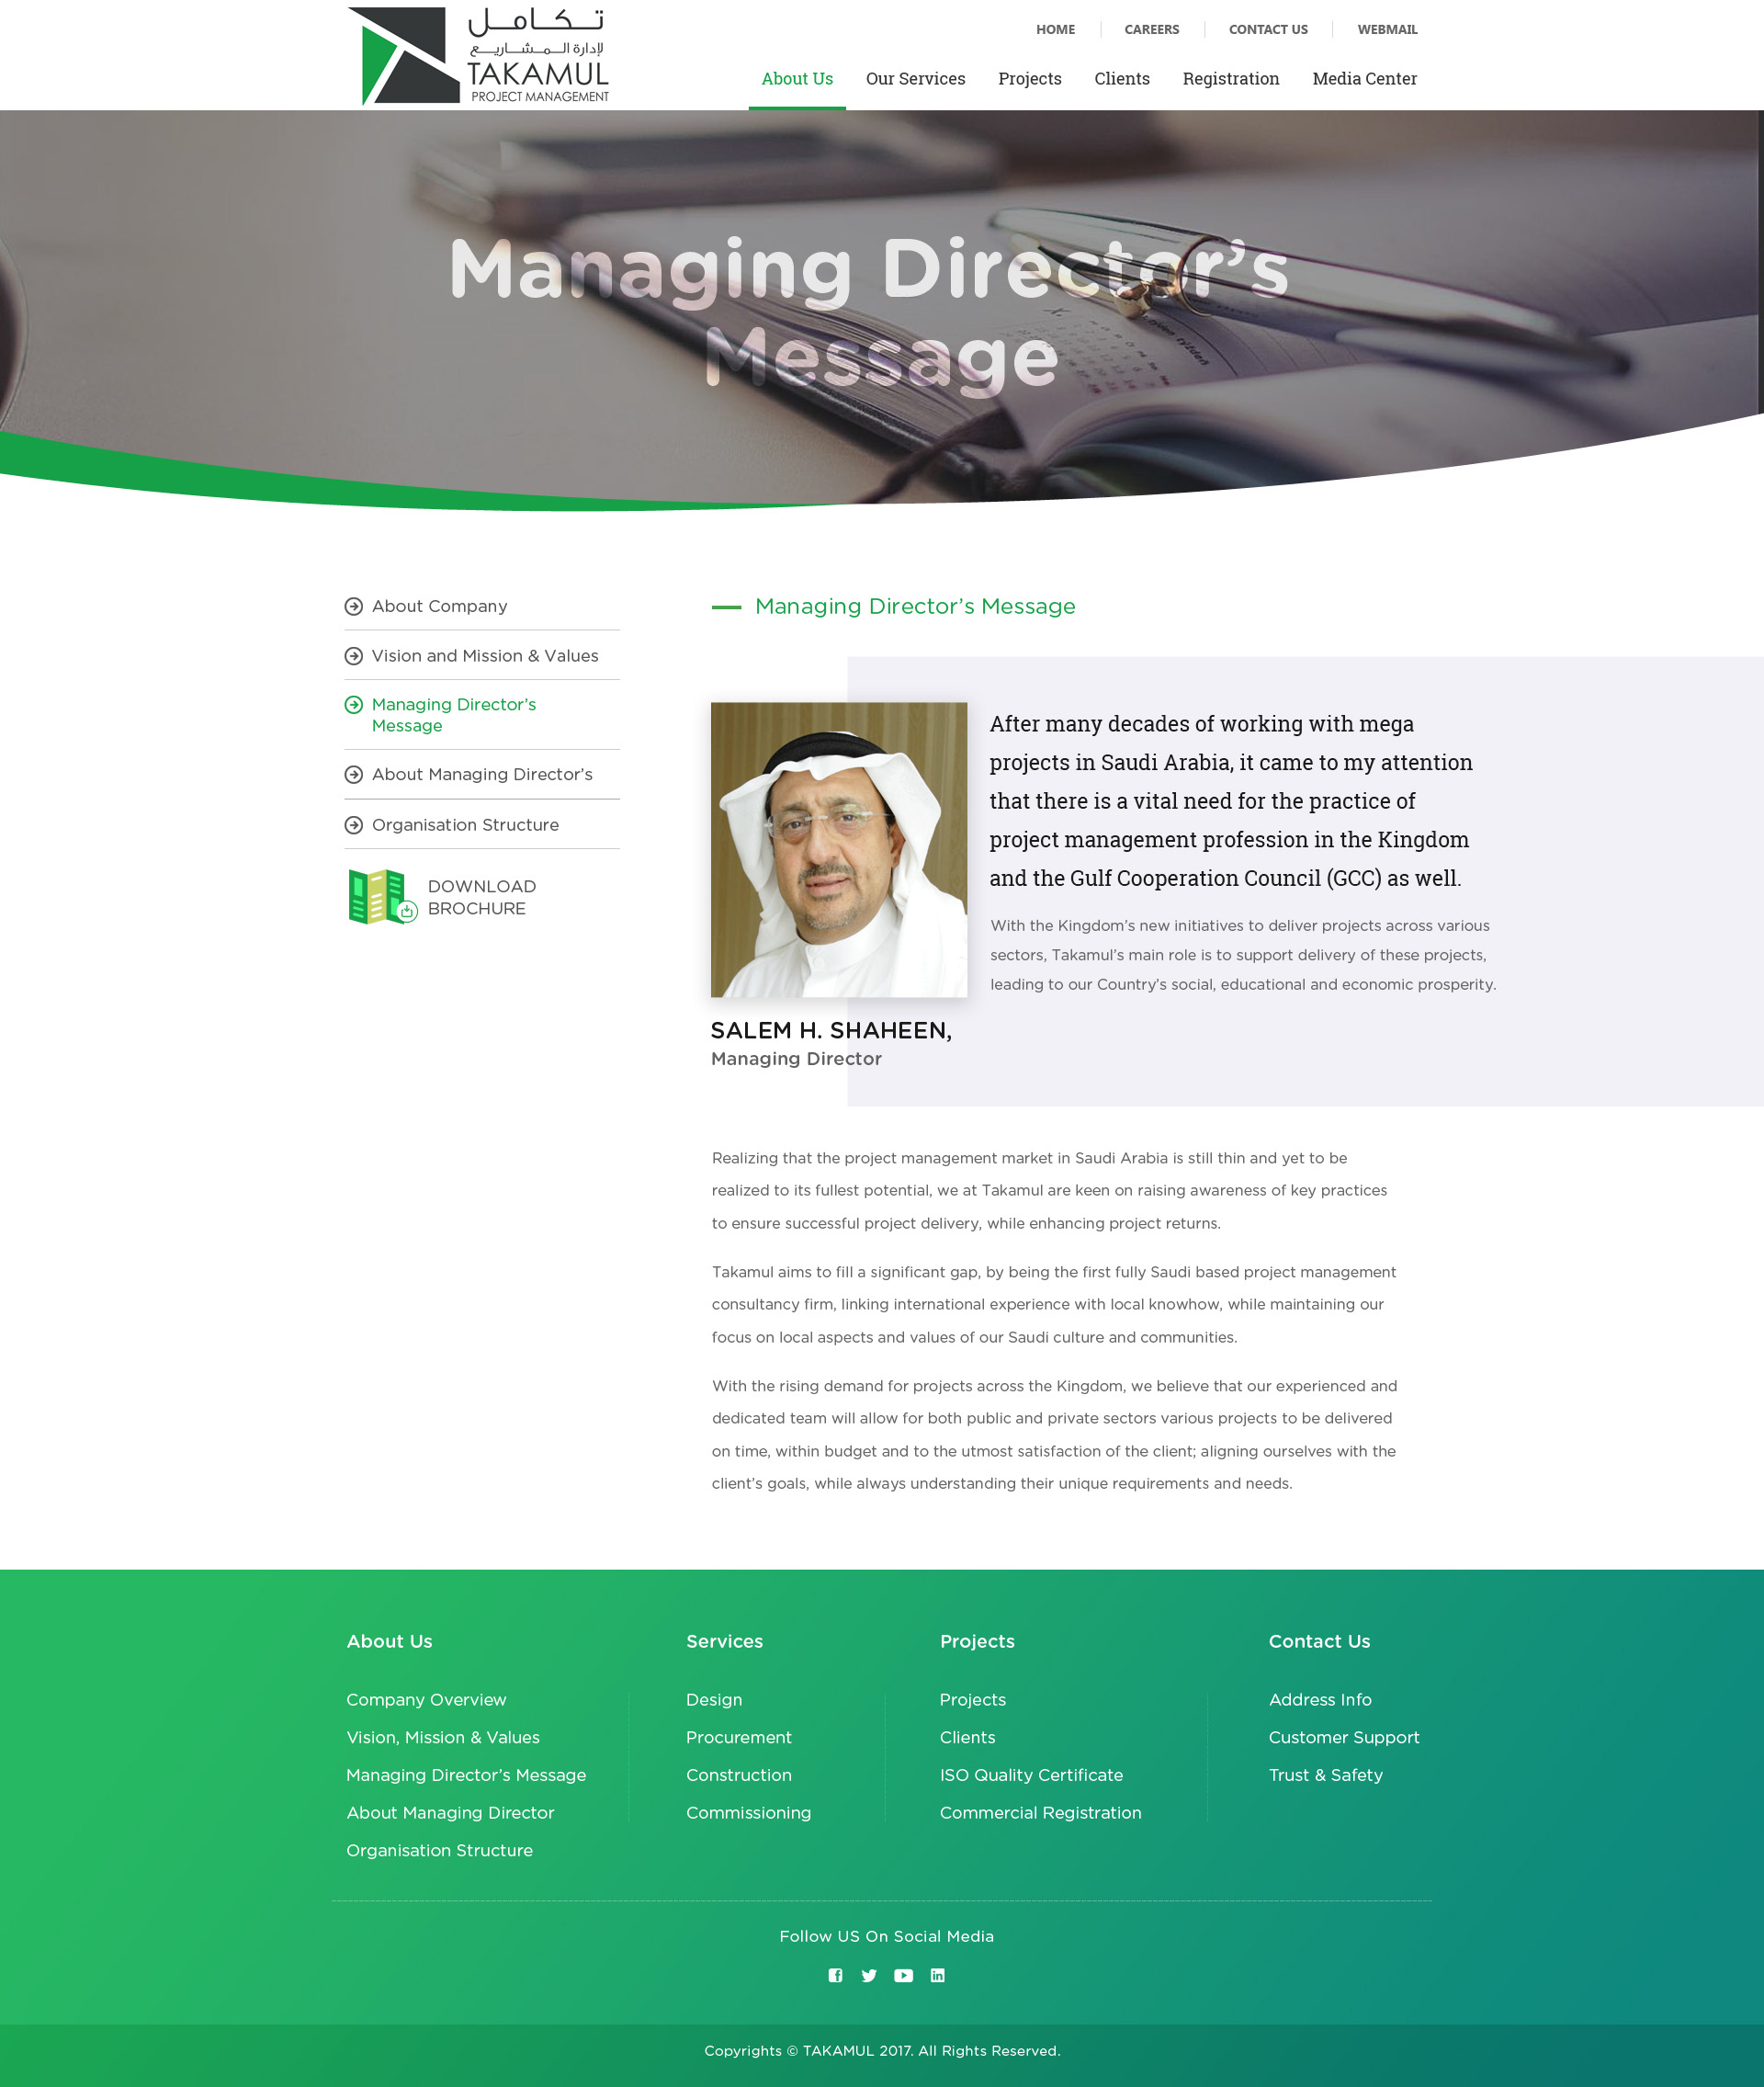 تكامل
لإدارة المشاريع
TAKAMUL
PROJECT MANAGEMENT
HOME
CAREERS
CONTACT US
WEBMAIL
About Us
Our Services
Projects
Clients
Registration
Media Center
Managing Director’s
Message
About Company
Vision and Mission & Values
Managing Director’s
Message
About Managing Director’s
Organisation Structure
DOWNLOAD
BROCHURE
Managing Director’s Message
After many decades of working with mega
projects in Saudi Arabia, it came to my attention
that there is a vital need for the practice of
project management profession in the Kingdom
and the Gulf Cooperation Council (GCC) as well.
With the Kingdom’s new initiatives to deliver projects across various
sectors, Takamul’s main role is to support delivery of these projects,
leading to our Country’s social, educational and economic prosperity.
SALEM H. SHAHEEN,
Managing Director
Realizing that the project management market in Saudi Arabia is still thin and yet to be
realized to its fullest potential, we at Takamul are keen on raising awareness of key practices
to ensure successful project delivery, while enhancing project returns.
Takamul aims to fill a significant gap, by being the first fully Saudi based project management
consultancy firm, linking international experience with local knowhow, while maintaining our
focus on local aspects and values of our Saudi culture and communities.
With the rising demand for projects across the Kingdom, we believe that our experienced and
dedicated team will allow for both public and private sectors various projects to be delivered
on time, within budget and to the utmost satisfaction of the client; aligning ourselves with the
client’s goals, while always understanding their unique requirements and needs.
About Us
Company Overview
Vision, Mission & Values
Managing Director’s Message
About Managing Director
Organisation Structure
Services
Design
Procurement
Construction
Commissioning
Projects
Projects
Clients
ISO Quality Certificate
Commercial Registration
Contact Us
Address Info
Customer Support
Trust & Safety
Follow US On Social Media
Copyrights © TAKAMUL 2017. All Rights Reserved.